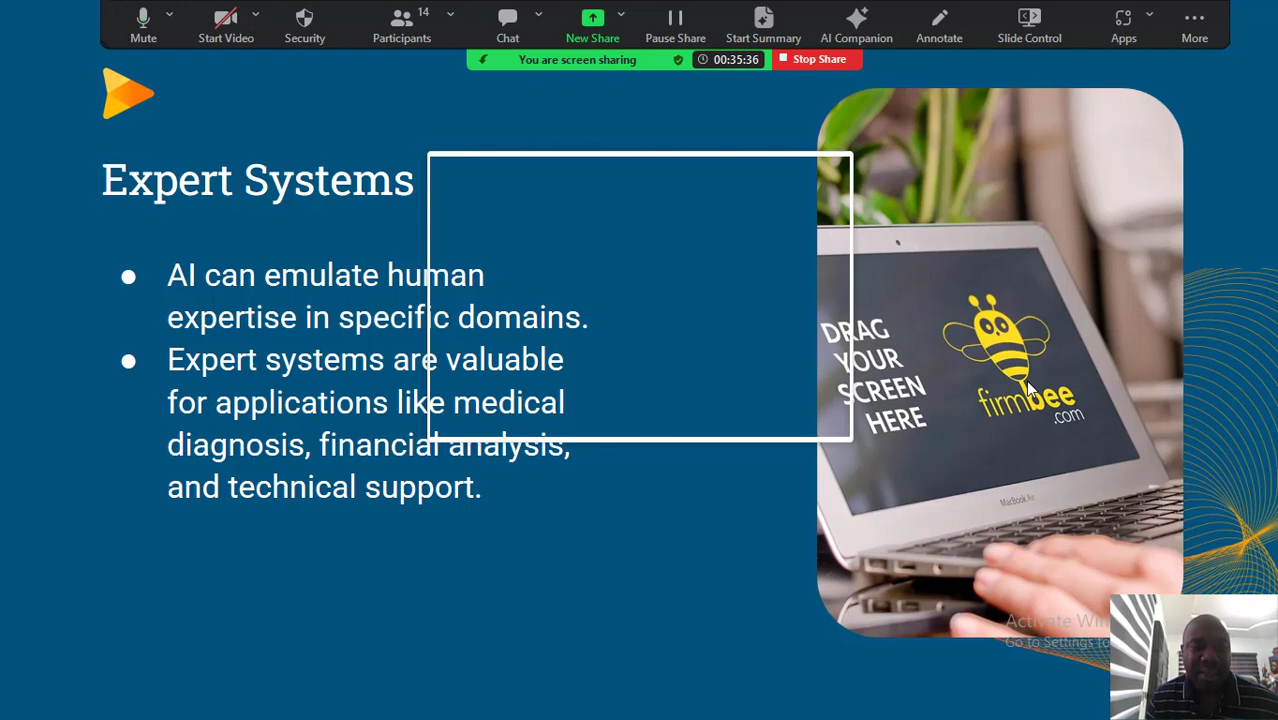 14
Mute
Start Video
Security
Participants
Chat
New Share
Pause Share
Start Summary
AI Companion
Annotate
Slide Control
Apps
More
You are screen sharing
00:35:36
Stop Share
Expert Systems
● AI can emulate human
expertise in specific domains.
● Expert systems are valuable
for applications like medical
diagnosis, financial analysis,
and technical support.
DRAG
YOUR
SCREEN
HERE
firmbee
.com
MacBook Air
Activate Win
Go to Settings to